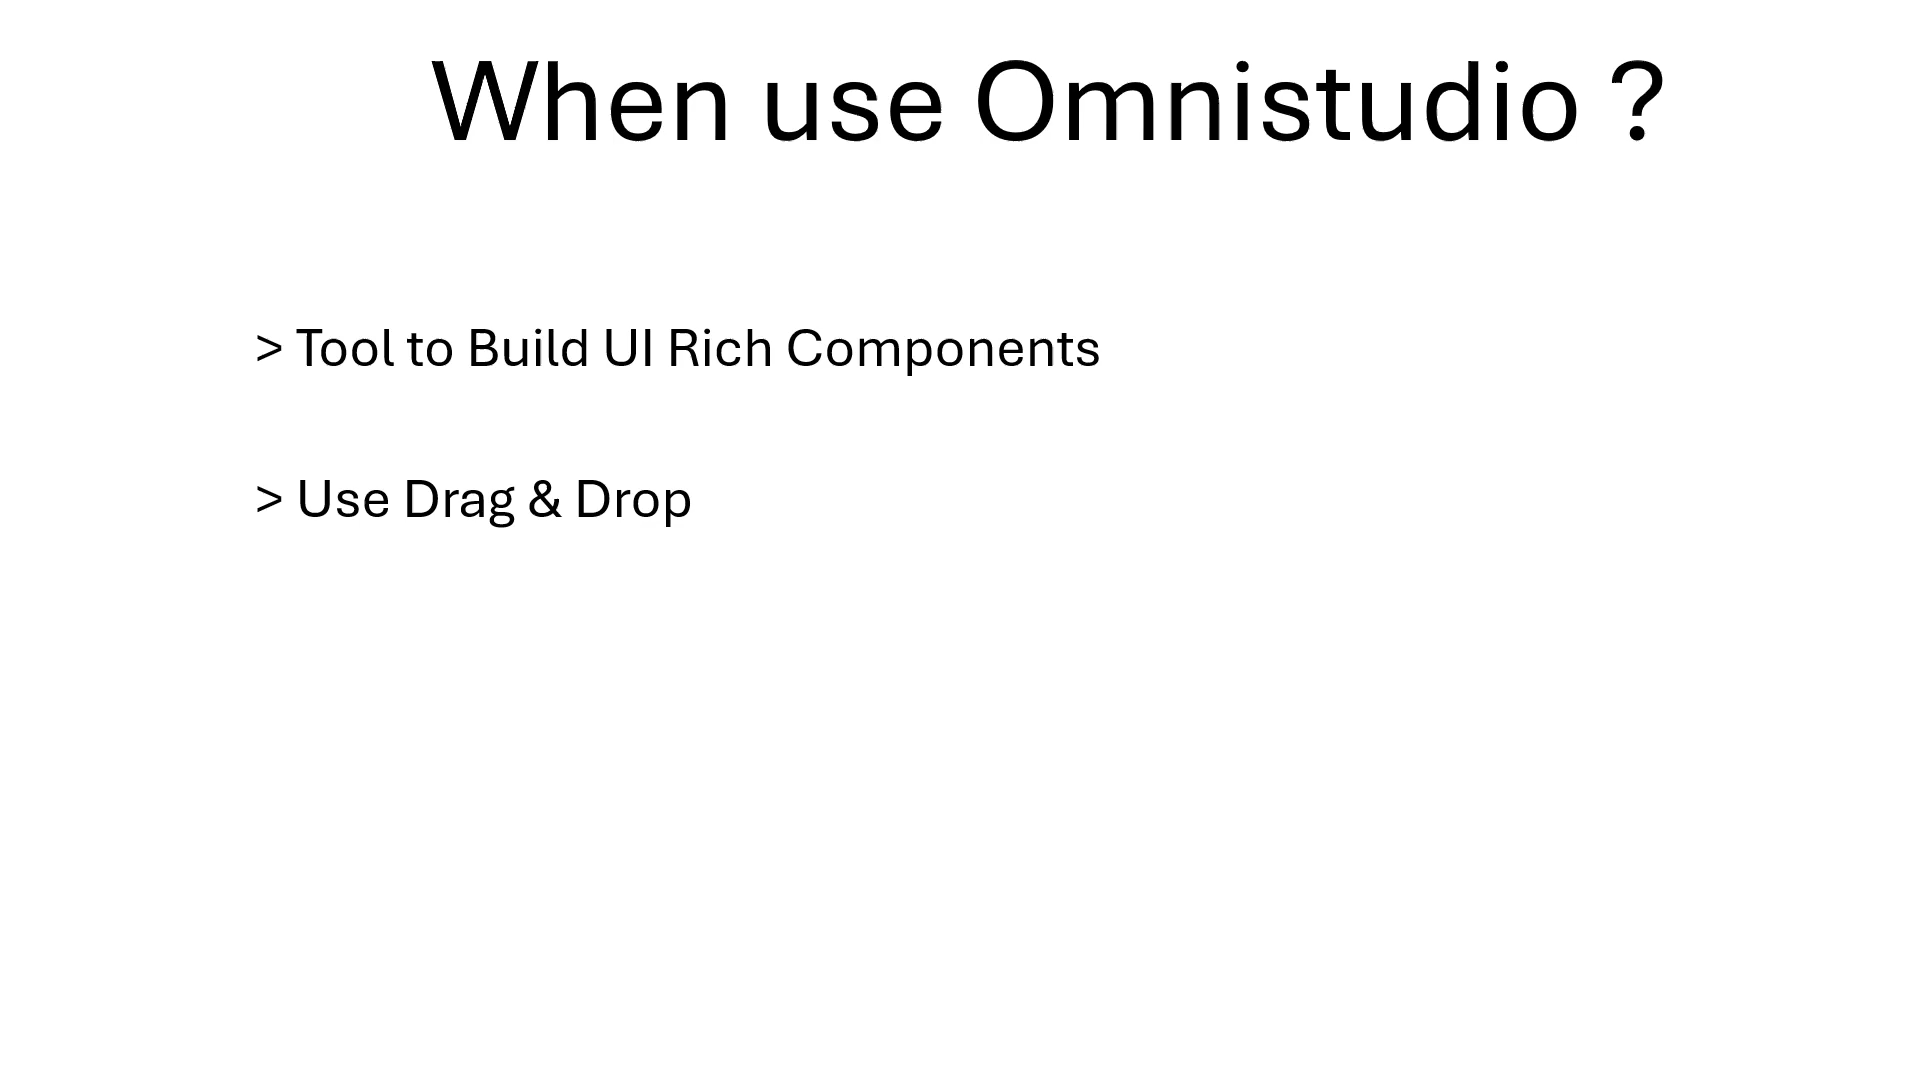 When use Omnistudio ?
> Tool to Build UI Rich Components
> Use Drag & Drop